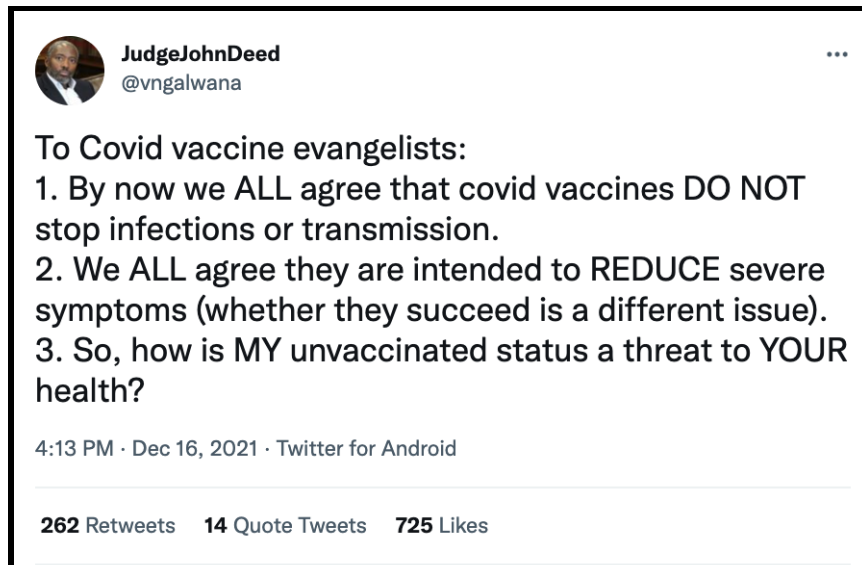 JudgeJohnDeed
@vngalwana
To Covid vaccine evangelists:
1. By now we ALL agree that covid vaccines DO NOT
stop infections or transmission.
2. We ALL agree they are intended to REDUCE severe
symptoms (whether they succeed is a different issue).
3. So, how is MY unvaccinated status a threat to YOUR
health?
4:13 PM · Dec 16, 2021 · Twitter for Android
262 Retweets 14 Quote Tweets 725 Likes